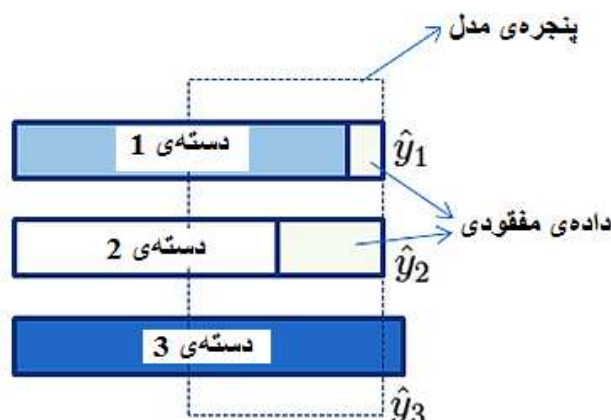 پنجره‌ی مدل
دسته‌ی 1
ŷ₁
داده‌ی مفقودی
دسته‌ی 2
ŷ₂
دسته‌ی 3
ŷ₃